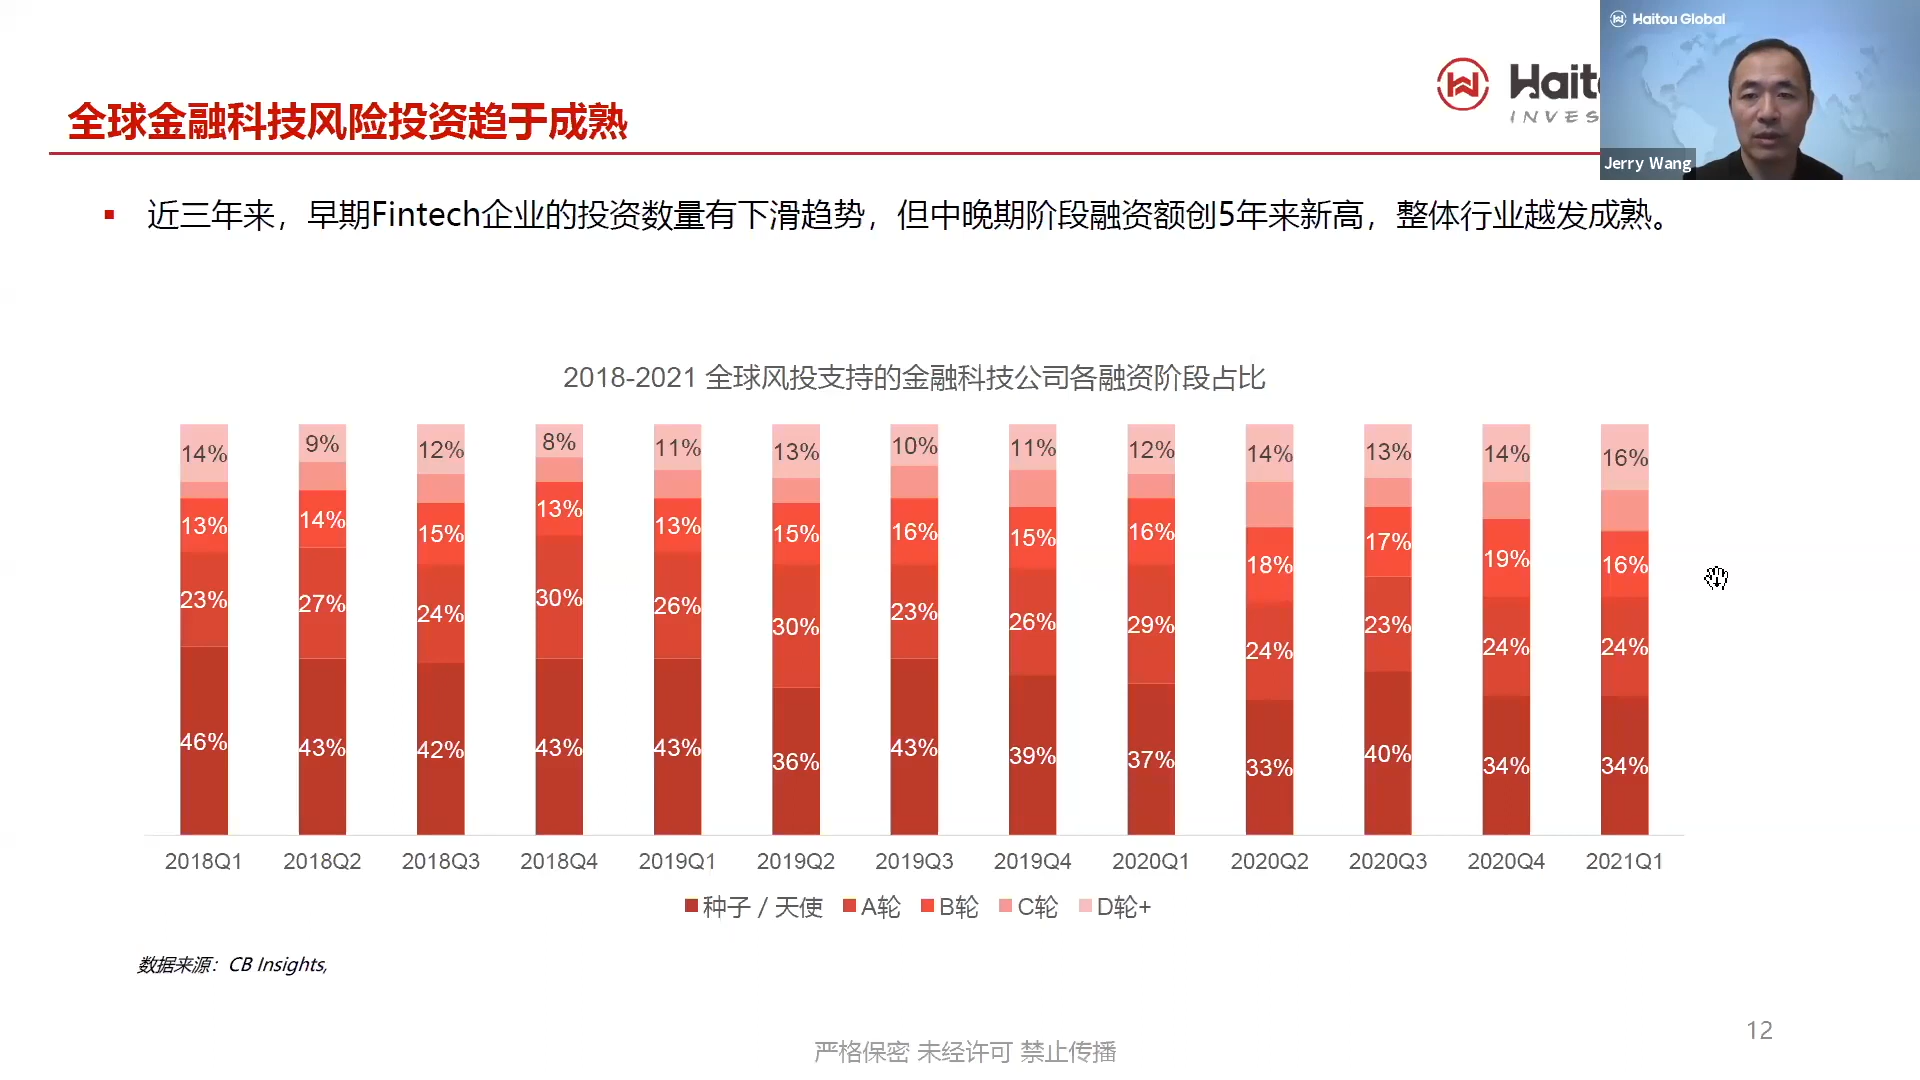 Haitou Global
Hait
INVES
Jerry Wang
全球金融科技风险投资趋于成熟
近三年来，早期Fintech企业的投资数量有下滑趋势，但中晚期阶段融资额创5年来新高，整体行业越发成熟。
2018-2021 全球风投支持的金融科技公司各融资阶段占比
14% 9% 12% 8% 11% 13% 10% 11% 12% 14% 13% 14% 16%
13% 14% 15% 13% 13% 15% 16% 15% 16% 18% 17% 19% 16%
23% 27% 24% 30% 26% 30% 23% 26% 29% 24% 23% 24% 24%
46% 43% 42% 43% 43% 36% 43% 39% 37% 33% 40% 34% 34%
2018Q1 2018Q2 2018Q3 2018Q4 2019Q1 2019Q2 2019Q3 2019Q4 2020Q1 2020Q2 2020Q3 2020Q4 2021Q1
种子 / 天使 A轮 B轮 C轮 D轮+
数据来源：CB Insights,
12
严格保密 未经许可 禁止传播